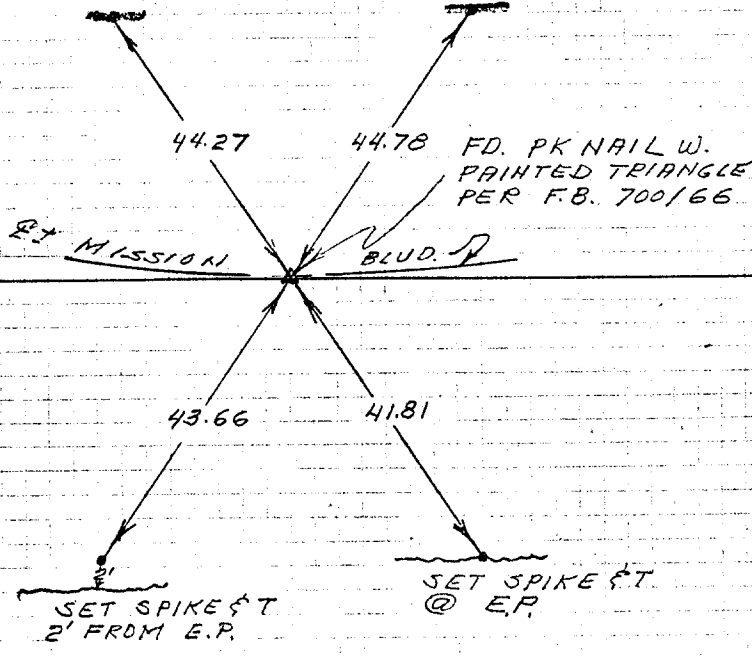 44.27
44.78
FD. PK NAIL W.
PAINTED TRIANGLE
PER F.B. 700/66
MISSION BLVD.
43.66
41.81
2'
SET SPIKE & T
2' FROM E.P.
SET SPIKE & T
@ E.P.